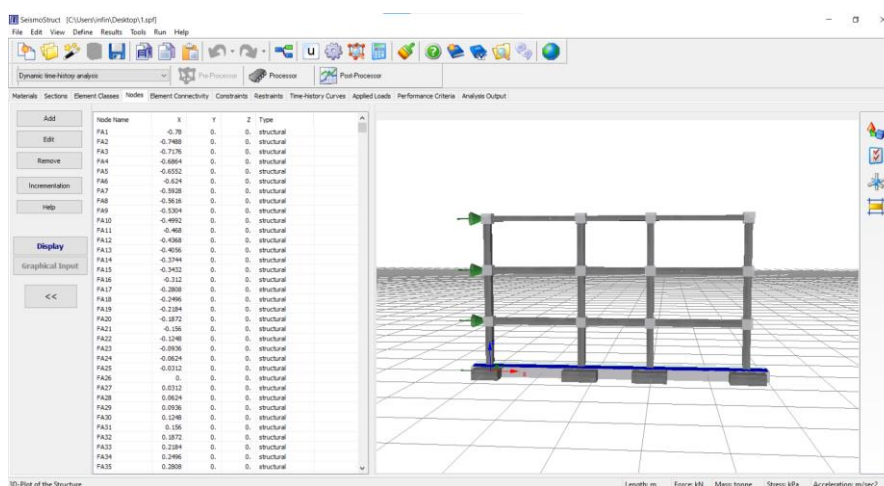 SeismoStruct [C:\Users\infin\Desktop\1.spf]
File Edit View Define Results Tools Run Help
u
Dynamic time-history analysis Pre-Processor Processor Post-Processor
Materials Sections Element Classes Nodes Element Connectivity Constraints Restraints Time-history Curves Applied Loads Performance Criteria Analysis Output
Add
Edit
Remove
Incrementation
Help
Display
Graphical Input
<<
Node Name X Y Z Type
FA1 -0.78 0. 0. structural
FA2 -0.7488 0. 0. structural
FA3 -0.7176 0. 0. structural
FA4 -0.6864 0. 0. structural
FA5 -0.6552 0. 0. structural
FA6 -0.624 0. 0. structural
FA7 -0.5928 0. 0. structural
FA8 -0.5616 0. 0. structural
FA9 -0.5304 0. 0. structural
FA10 -0.4992 0. 0. structural
FA11 -0.468 0. 0. structural
FA12 -0.4368 0. 0. structural
FA13 -0.4056 0. 0. structural
FA14 -0.3744 0. 0. structural
FA15 -0.3432 0. 0. structural
FA16 -0.312 0. 0. structural
FA17 -0.2808 0. 0. structural
FA18 -0.2496 0. 0. structural
FA19 -0.2184 0. 0. structural
FA20 -0.1872 0. 0. structural
FA21 -0.156 0. 0. structural
FA22 -0.1248 0. 0. structural
FA23 -0.0936 0. 0. structural
FA24 -0.0624 0. 0. structural
FA25 -0.0312 0. 0. structural
FA26 0. 0. 0. structural
FA27 0.0312 0. 0. structural
FA28 0.0624 0. 0. structural
FA29 0.0936 0. 0. structural
FA30 0.1248 0. 0. structural
FA31 0.156 0. 0. structural
FA32 0.1872 0. 0. structural
FA33 0.2184 0. 0. structural
FA34 0.2496 0. 0. structural
FA35 0.2808 0. 0. structural
3D-Plot of the Structure Length: m Force: kN Mass: tonne Stress: kPa Acceleration: m/sec2